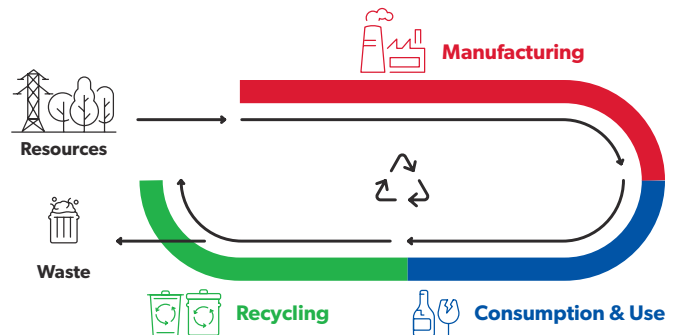 Manufacturing
Resources
Waste
Recycling
Consumption & Use